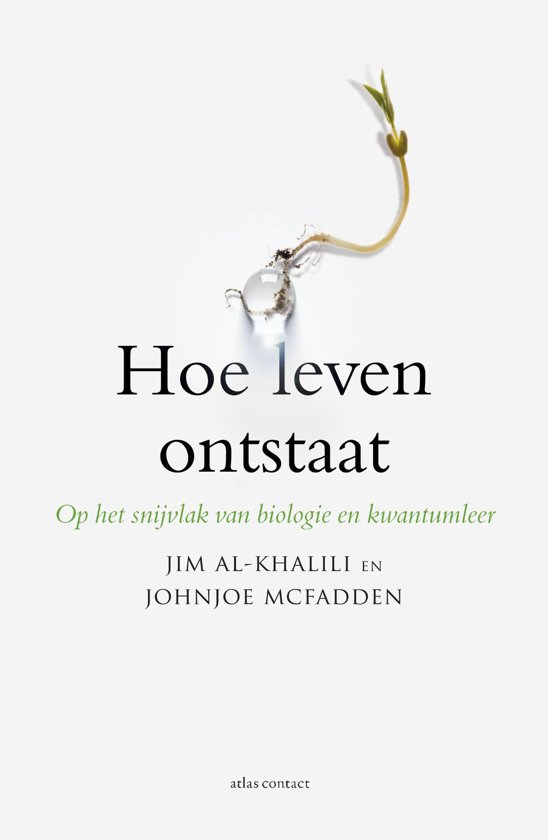 Hoe leven
ontstaat
Op het snijvlak van biologie en kwantumleer
JIM AL-KHALILI EN
JOHNJOE MCFADDEN
atlas contact